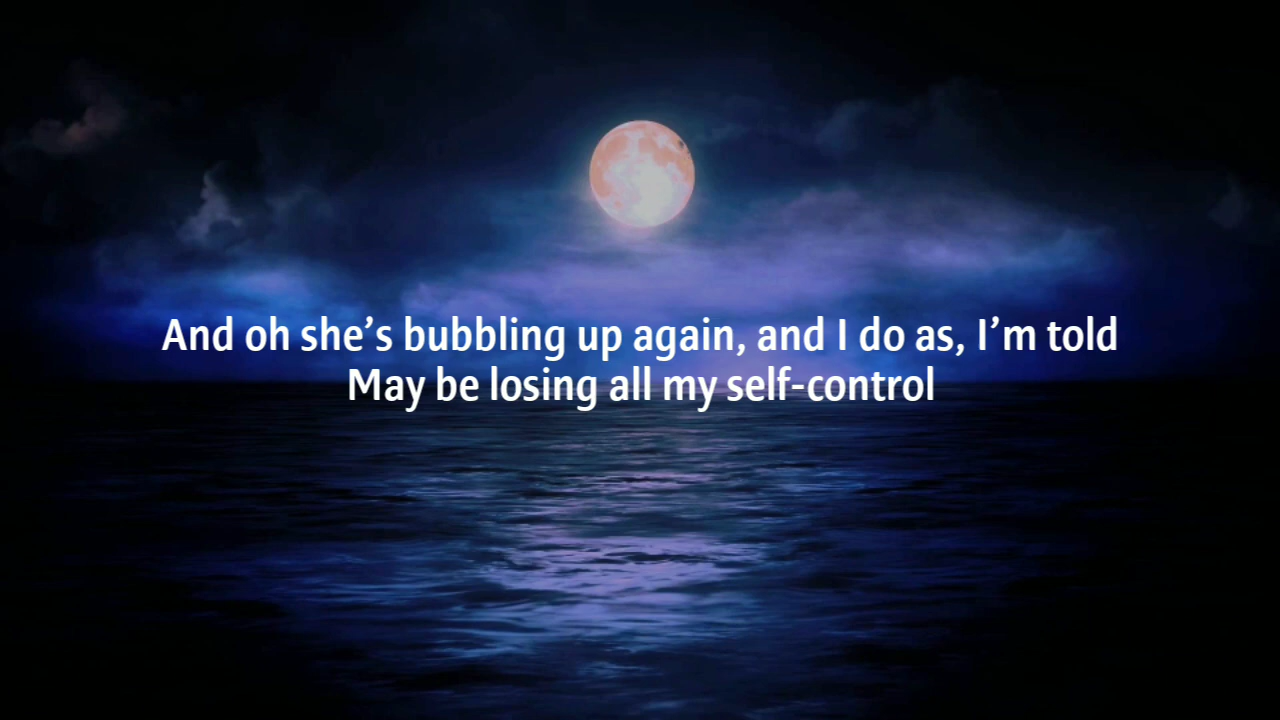 And oh she’s bubbling up again, and I do as, I’m told
May be losing all my self-control